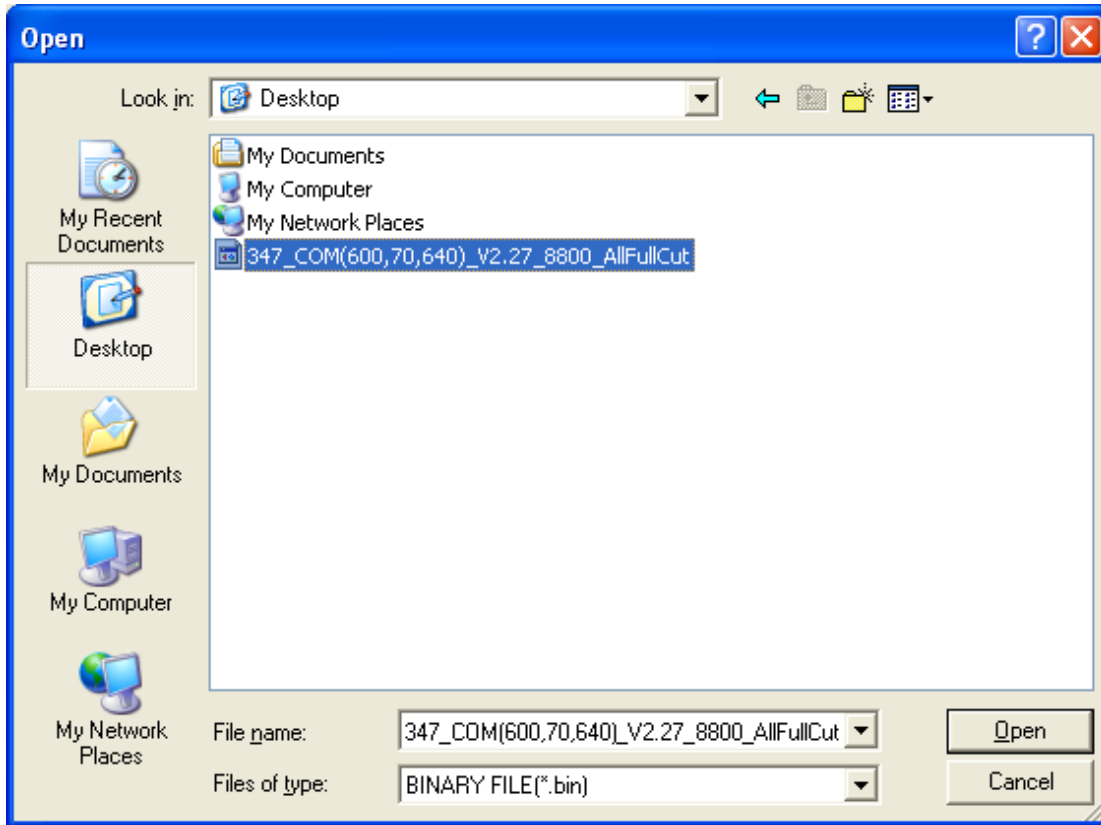 Open
Look in: Desktop
My Documents
My Computer
My Network Places
347_COM(600,70,640)_V2.27_8800_AllFullCut
My Recent
Documents
Desktop
My Documents
My Computer
My Network
Places
File name: 347_COM(600,70,640)_V2.27_8800_AllFullCut Open
Files of type: BINARY FILE(*.bin) Cancel